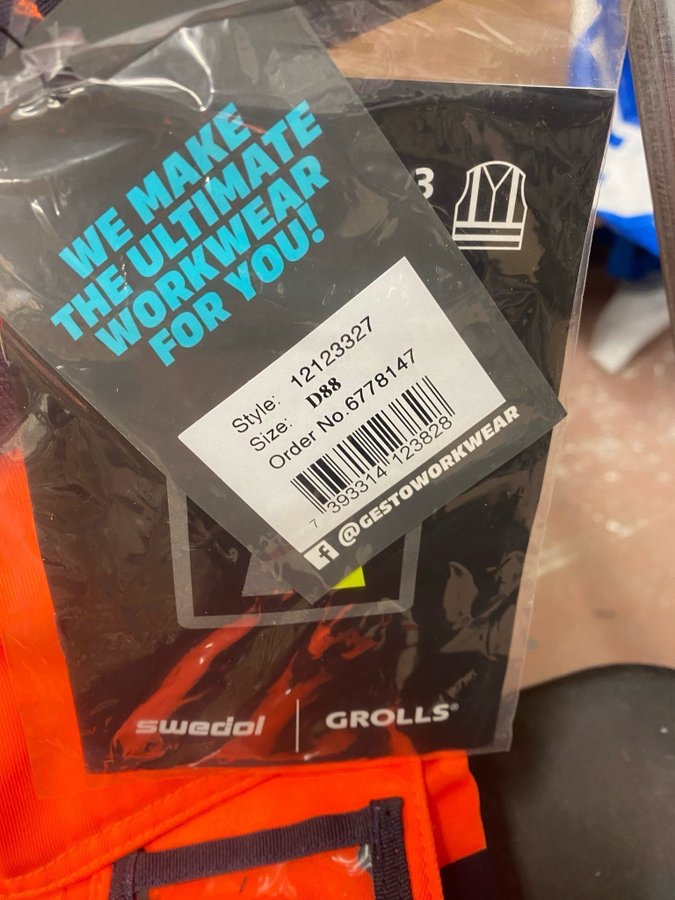 WE MAKE
THE ULTIMATE
WORKWEAR
FOR YOU!
3
Style: 12123327
Size: D88
Order No.6778147
7 393314 123828
@GESTOWORKWEAR
swedol | GROLLS®